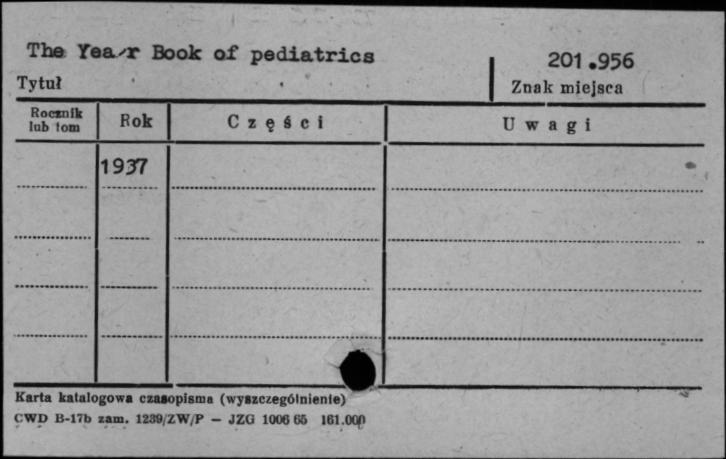 The Year Book of pediatrics
201.956
Tytuł
Znak miejsca
Rocznik lub tom
Rok
Części
Uwagi
1937
Karta katalogowa czasopisma (wyszczególnienie)
CWD B-17b zam. 1239/ZW/P — JZG 1006 65 161.000